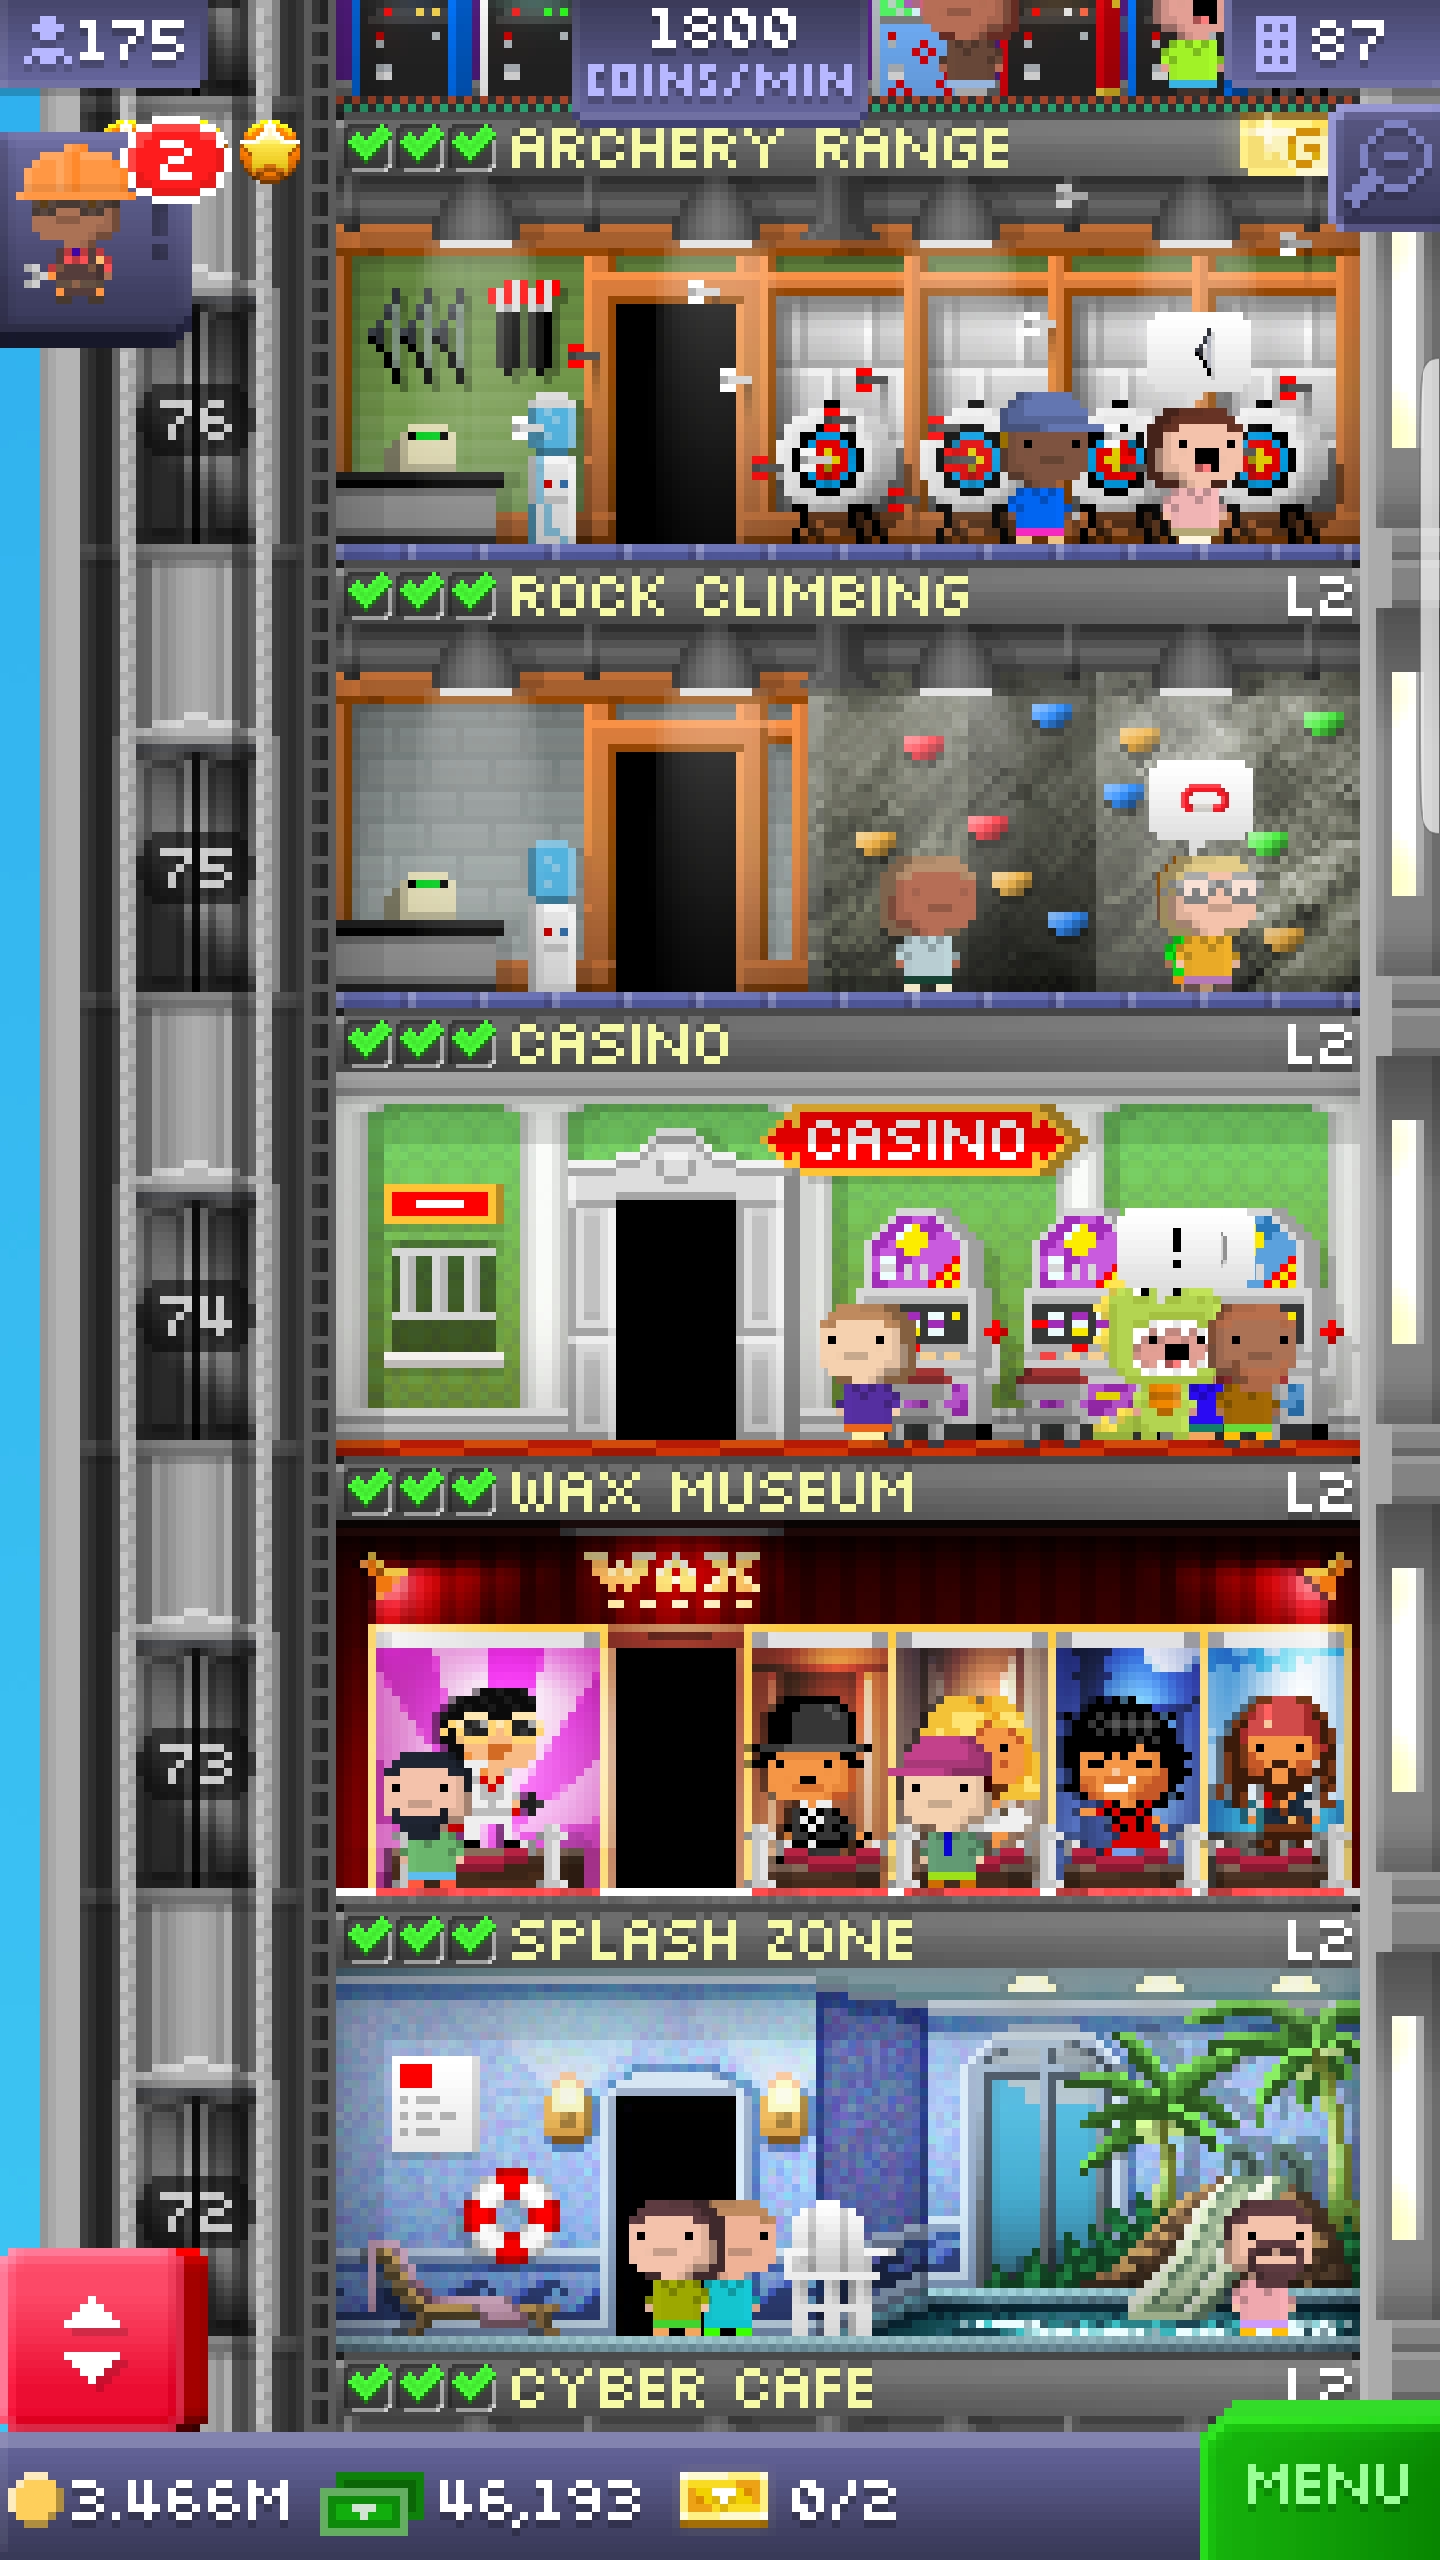 175
1800
COINS/MIN
87
2
ARCHERY RANGE
G
76
ROCK CLIMBING L2
75
CASINO L2
CASINO
!
74
WAX MUSEUM L2
WAX
73
SPLASH ZONE L2
72
CYBER CAFE L2
3.466M 46,193 0/2
MENU